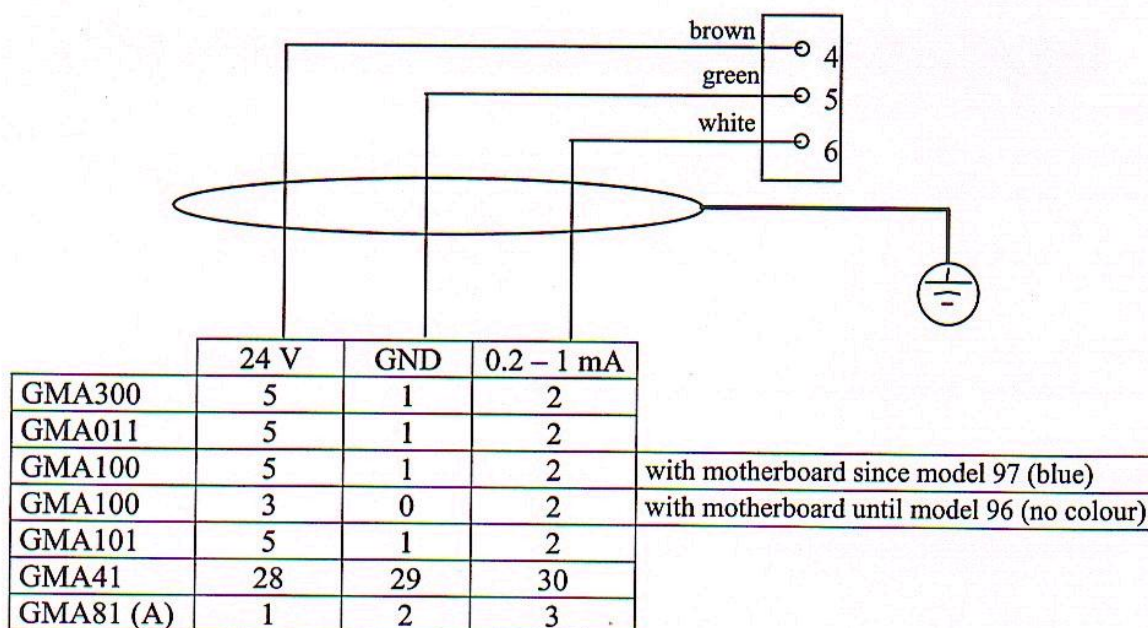 brown
4
green
5
white
6
24 V GND 0.2 – 1 mA
GMA300 5 1 2
GMA011 5 1 2
GMA100 5 1 2 with motherboard since model 97 (blue)
GMA100 3 0 2 with motherboard until model 96 (no colour)
GMA101 5 1 2
GMA41 28 29 30
GMA81 (A) 1 2 3